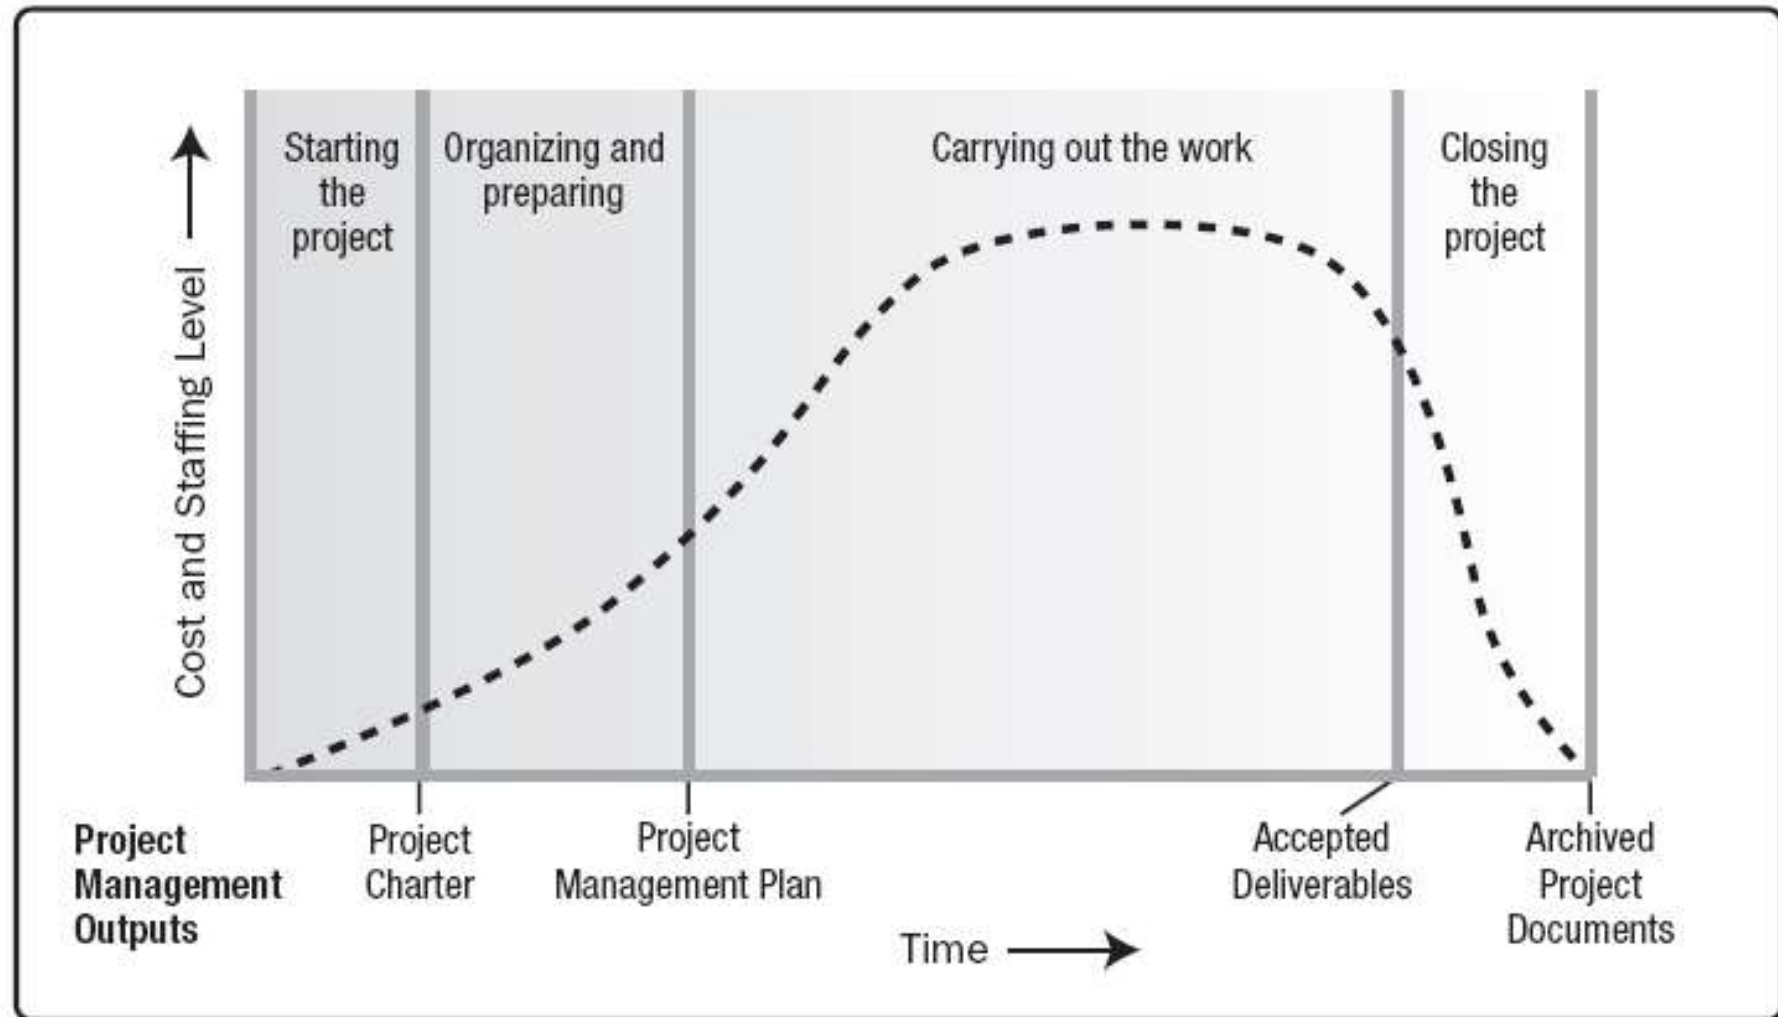 Starting
the
project
Organizing and
preparing
Carrying out the work
Closing
the
project
Cost and Staffing Level
Project
Management
Outputs
Project
Charter
Project
Management Plan
Accepted
Deliverables
Archived
Project
Documents
Time